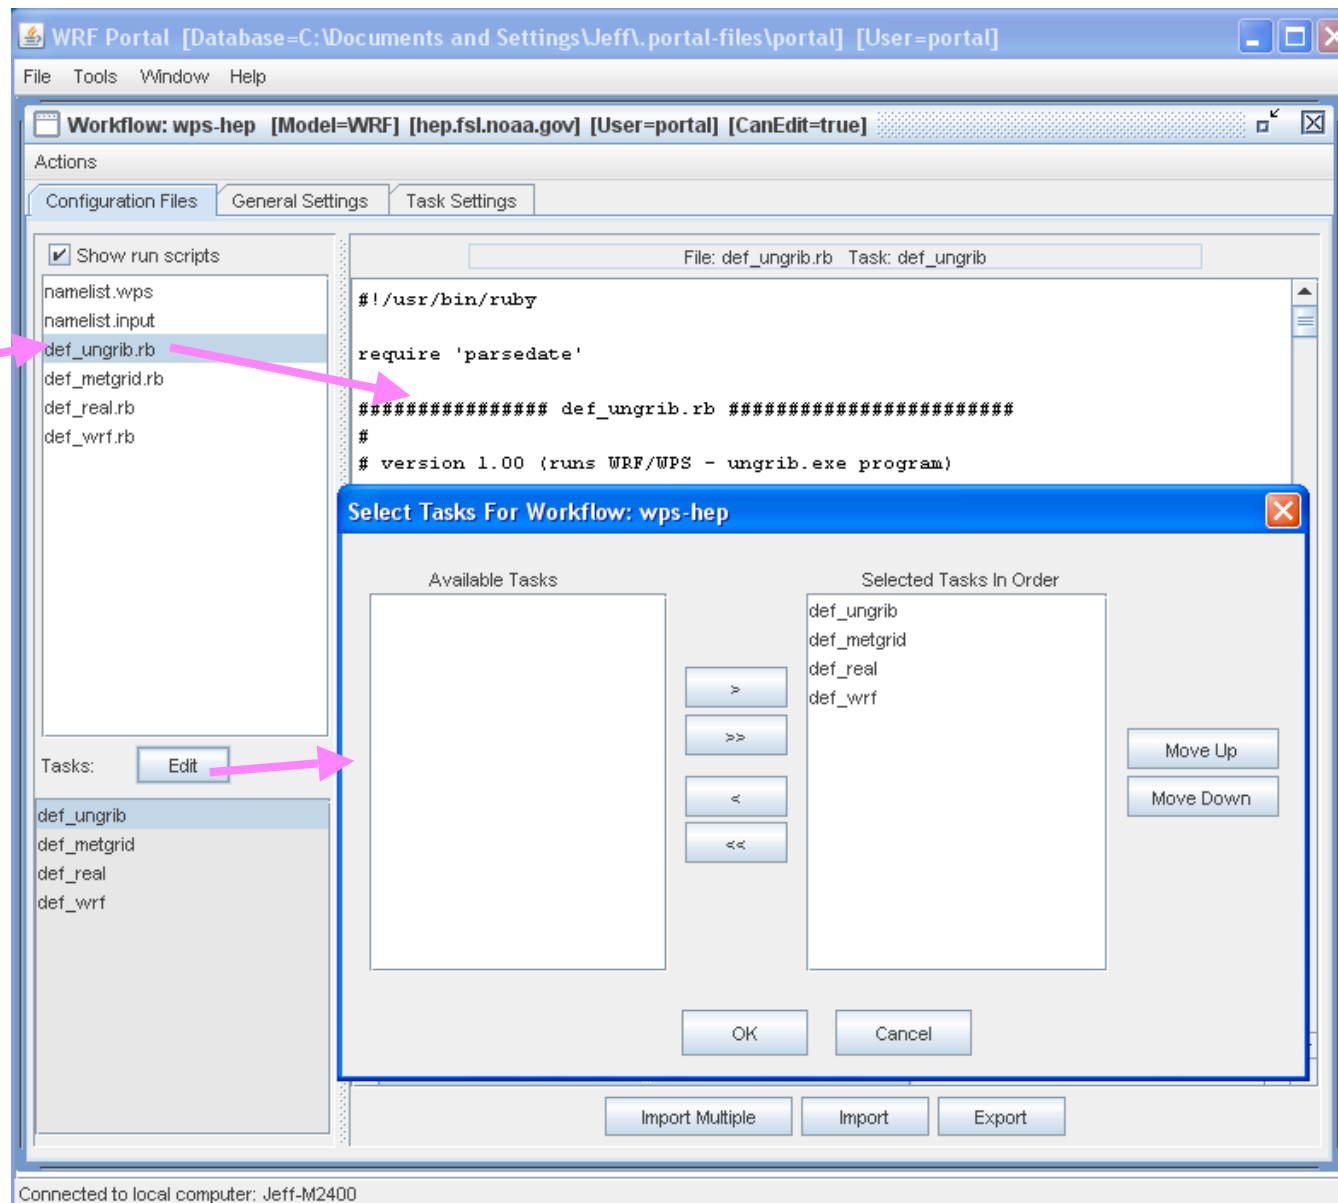 WRF Portal [Database=C:\Documents and Settings\Jeff\.portal-files\portal] [User=portal]
File Tools Window Help
Workflow: wps-hep [Model=WRF] [hep.fsl.noaa.gov] [User=portal] [CanEdit=true]
Actions
Configuration Files General Settings Task Settings
Show run scripts
File: def_ungrib.rb Task: def_ungrib
namelist.wps
namelist.input
def_ungrib.rb
def_metgrid.rb
def_real.rb
def_wrf.rb
#!/usr/bin/ruby
require 'parsedate'
################ def_ungrib.rb ########################
#
# version 1.00 (runs WRF/WPS - ungrib.exe program)
Select Tasks For Workflow: wps-hep
Available Tasks
Selected Tasks In Order
def_ungrib
def_metgrid
def_real
def_wrf
>
>>
<
<<
Move Up
Move Down
OK Cancel
Tasks: Edit
def_ungrib
def_metgrid
def_real
def_wrf
Import Multiple Import Export
Connected to local computer: Jeff-M2400